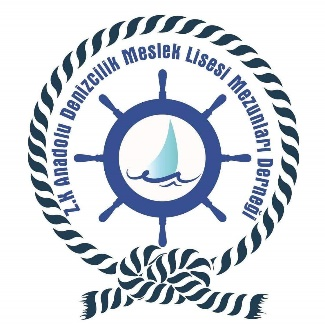 Z.K Anadolu Denizcilik Meslek Lisesi Mezunları Derneği